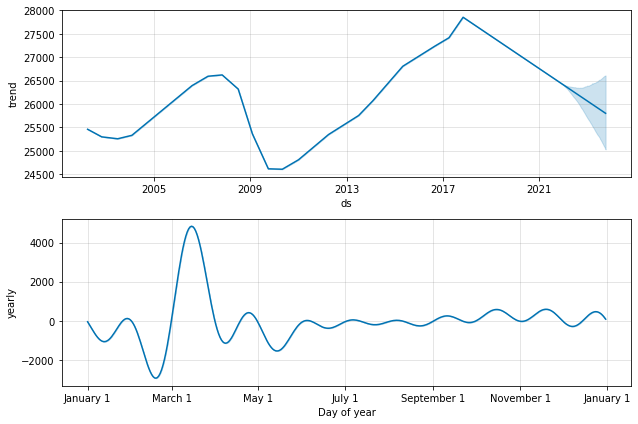 28000
27500
27000
26500
26000
25500
25000
24500
trend
2005
2009
2013
2017
2021
ds
4000
2000
0
−2000
yearly
January 1
March 1
May 1
July 1
September 1
November 1
January 1
Day of year